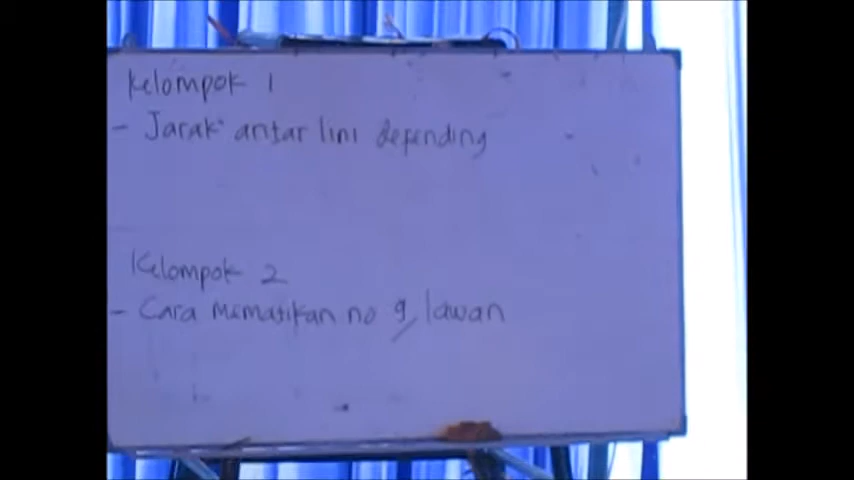 Kelompok 1
- Jarak antar lini defending
Kelompok 2
- Cara mematikan no 9, lawan